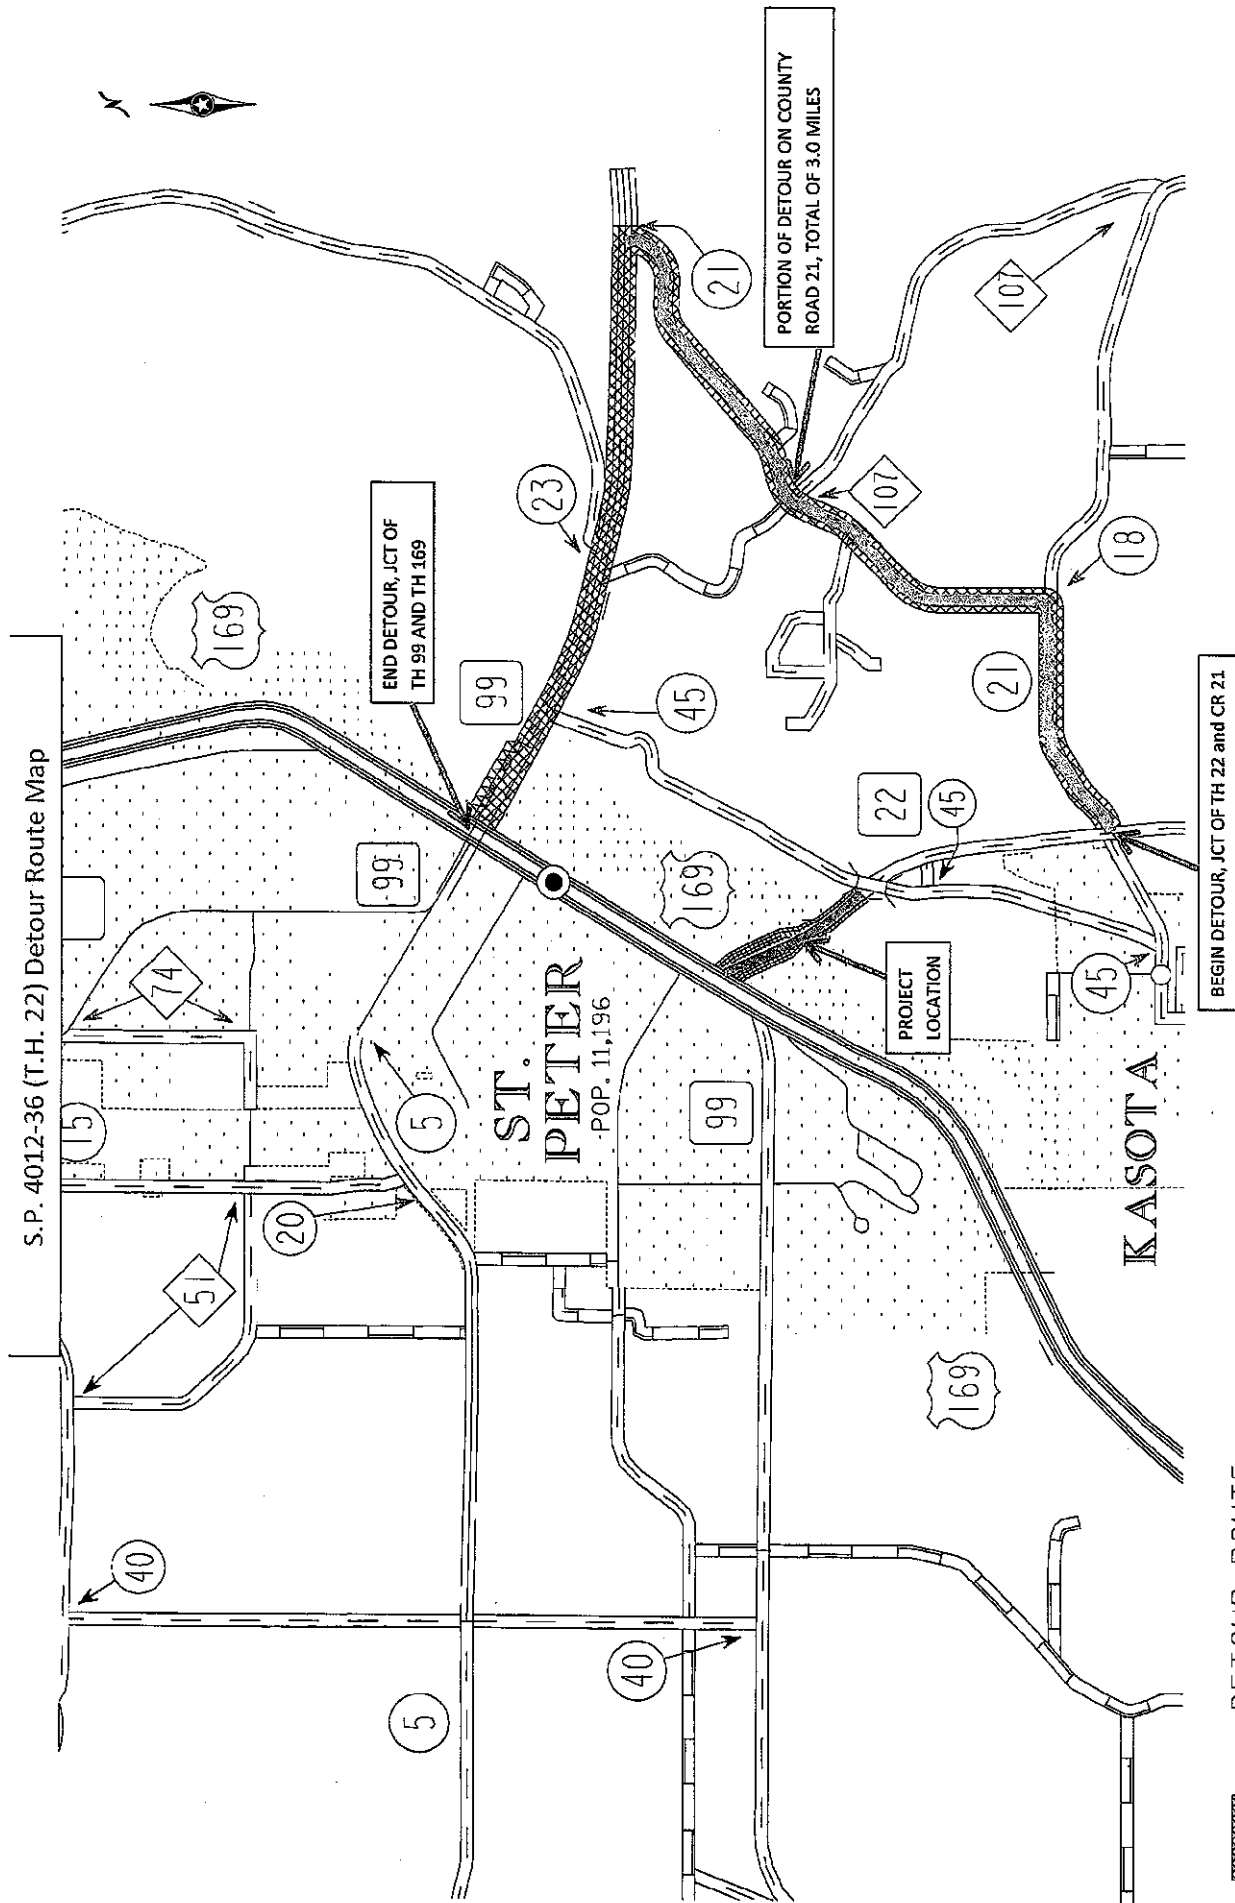 S.P. 4012-36 (T.H. 22) Detour Route Map
N
40
51
74
15
169
20
5
99
END DETOUR, JCT OF
TH 99 AND TH 169
99
23
21
5
ST.
PETER
POP. 11,196
45
PORTION OF DETOUR ON COUNTY
ROAD 21, TOTAL OF 3.0 MILES
107
107
40
99
169
22
45
21
18
169
PROJECT
LOCATION
45
KASOTA
BEGIN DETOUR, JCT OF TH 22 and CR 21